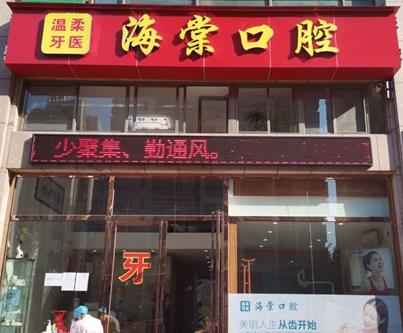 温柔
牙医
海棠口腔
少聚集、勤通风。
牙
海棠口腔
美丽人生从齿开始